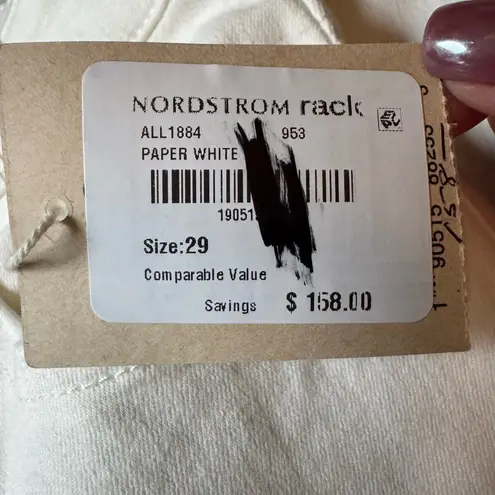 NORDSTROM rack
ALL1884 953
PAPER WHITE
19051
Size:29
Comparable Value
Savings $ 158.00